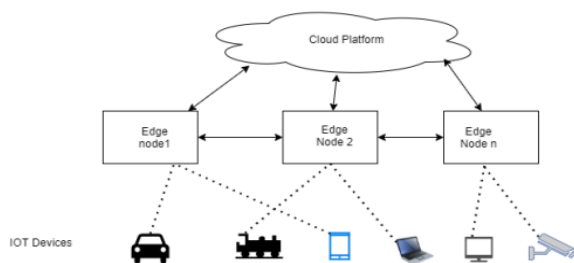 Cloud Platform
Edge
node1
Edge
Node 2
Edge
Node n
IOT Devices